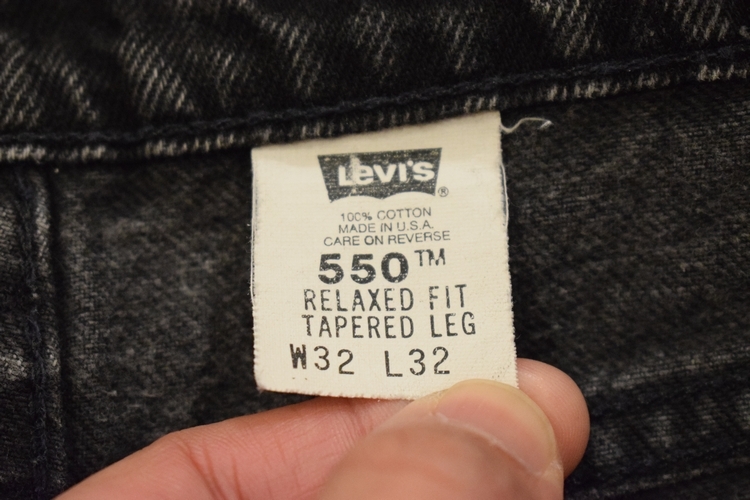 Levi's®
100% COTTON
MADE IN U.S.A.
CARE ON REVERSE
550™
RELAXED FIT
TAPERED LEG
W32 L32